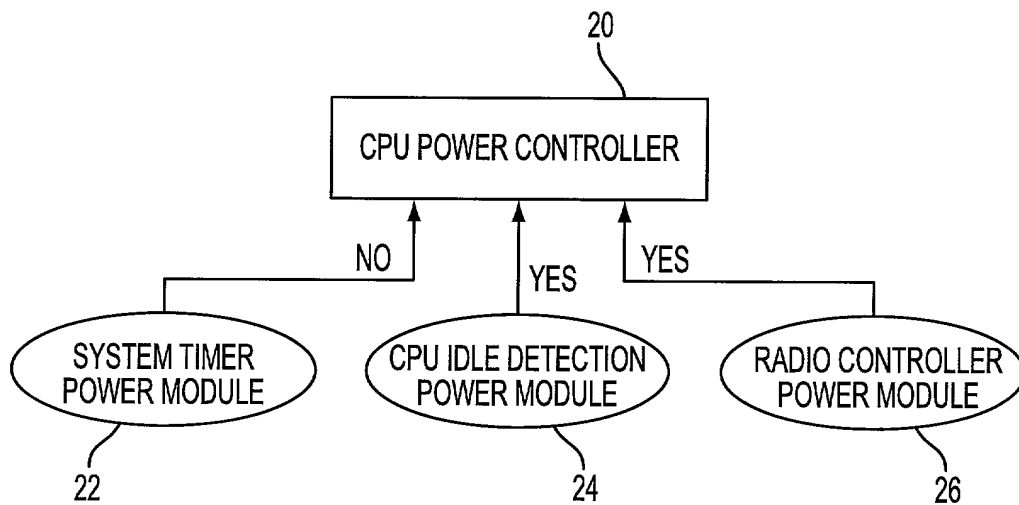 20
CPU POWER CONTROLLER
NO
YES
YES
SYSTEM TIMER
POWER MODULE
CPU IDLE DETECTION
POWER MODULE
RADIO CONTROLLER
POWER MODULE
22
24
26